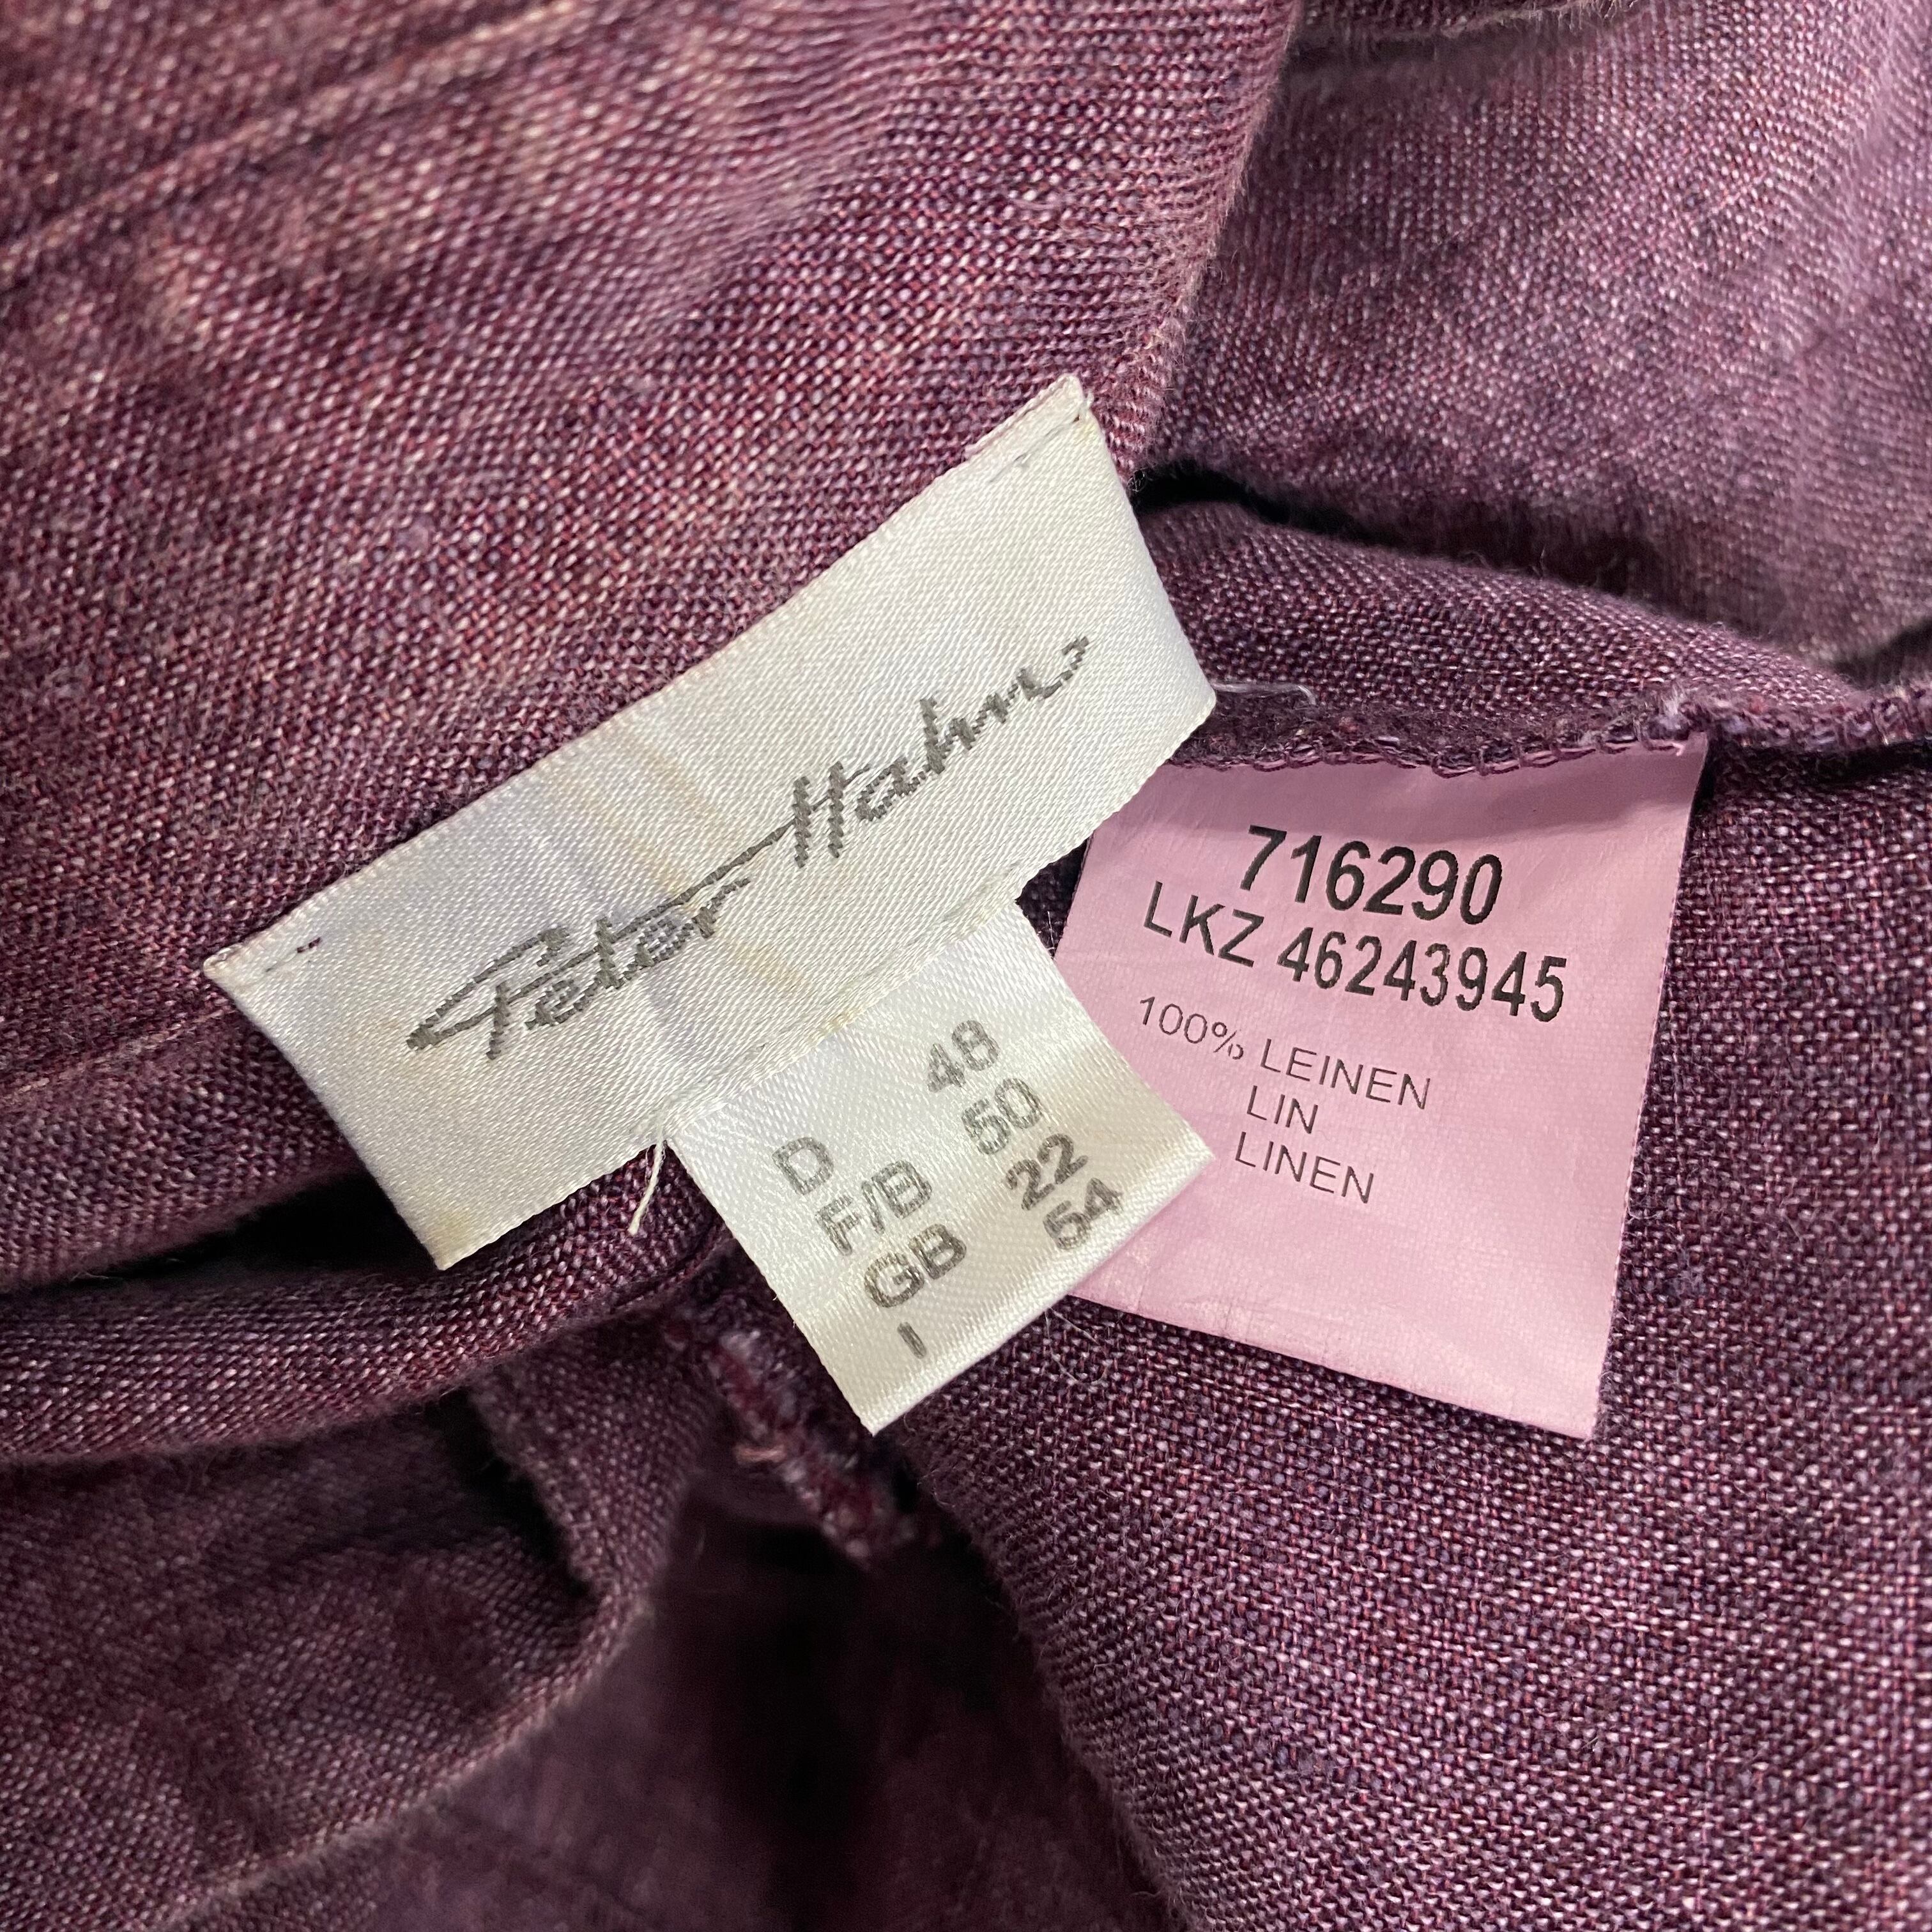 Peter Hahn
D 48
F/B 50
GB 22
I 54
716290
LKZ 46243945
100% LEINEN
LIN
LINEN